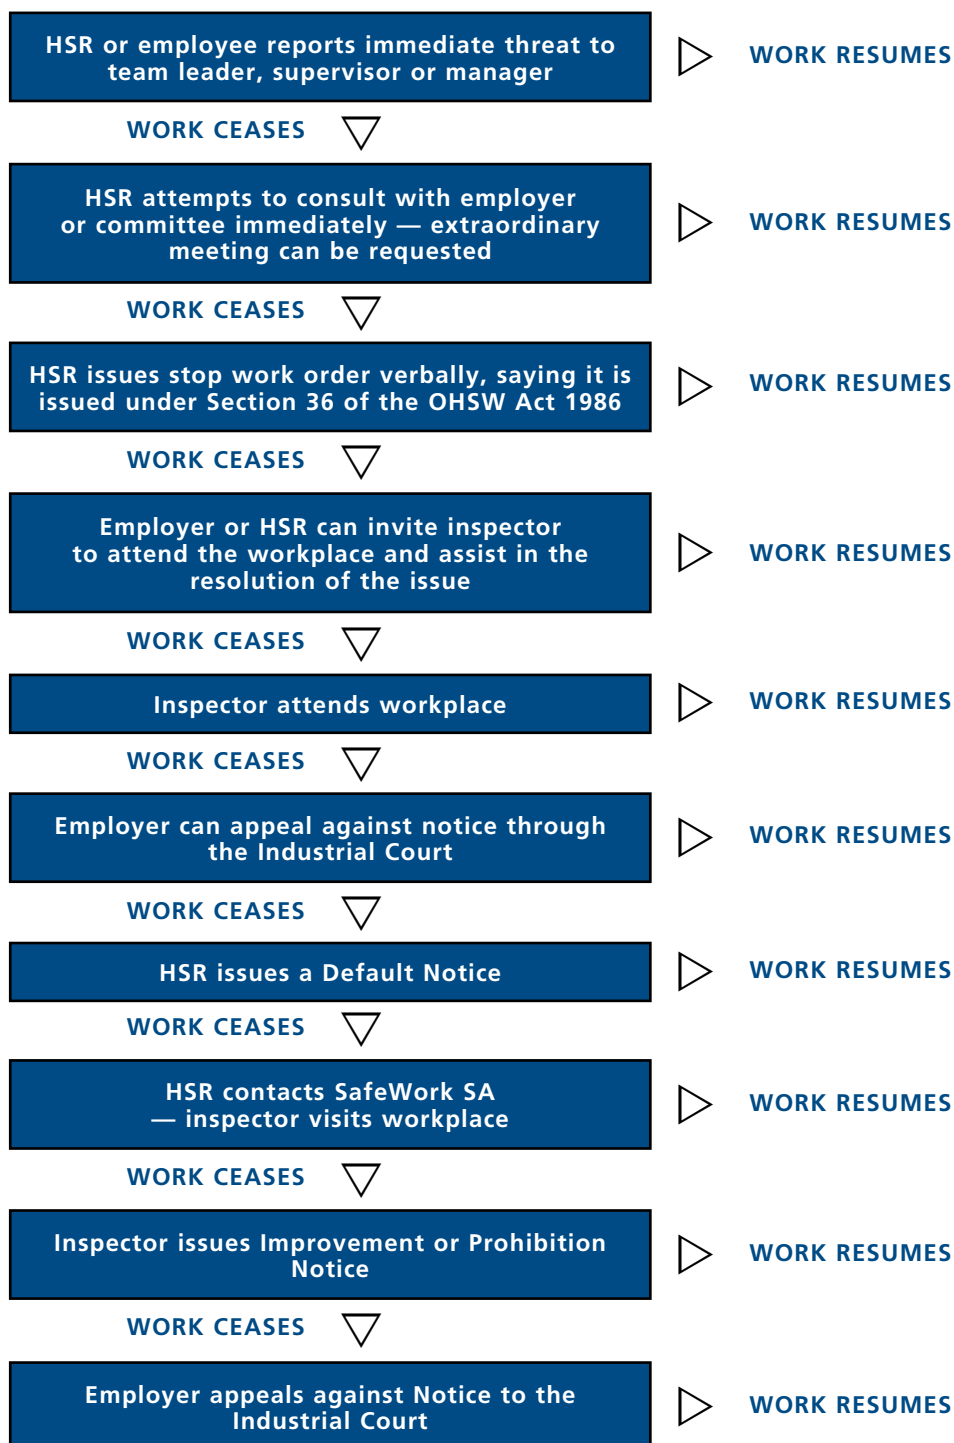 HSR or employee reports immediate threat to
team leader, supervisor or manager
WORK RESUMES
WORK CEASES
HSR attempts to consult with employer
or committee immediately — extraordinary
meeting can be requested
WORK RESUMES
WORK CEASES
HSR issues stop work order verbally, saying it is
issued under Section 36 of the OHSW Act 1986
WORK RESUMES
WORK CEASES
Employer or HSR can invite inspector
to attend the workplace and assist in the
resolution of the issue
WORK RESUMES
WORK CEASES
Inspector attends workplace
WORK RESUMES
WORK CEASES
Employer can appeal against notice through
the Industrial Court
WORK RESUMES
WORK CEASES
HSR issues a Default Notice
WORK RESUMES
WORK CEASES
HSR contacts SafeWork SA
— inspector visits workplace
WORK RESUMES
WORK CEASES
Inspector issues Improvement or Prohibition
Notice
WORK RESUMES
WORK CEASES
Employer appeals against Notice to the
Industrial Court
WORK RESUMES